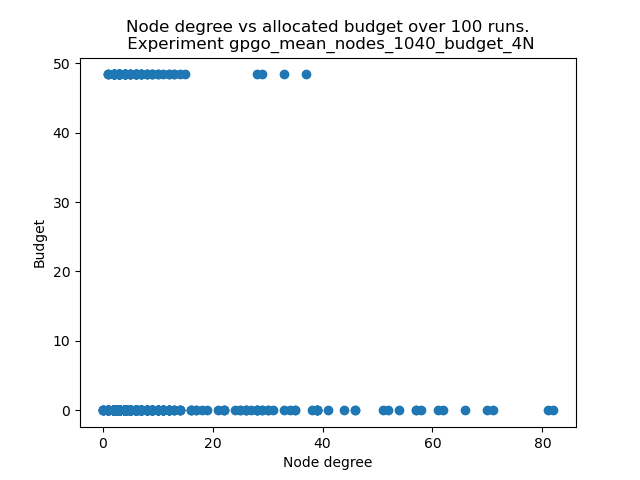 Node degree vs allocated budget over 100 runs.
Experiment gpgo_mean_nodes_1040_budget_4N
50
40
30
20
10
0
Budget
0 20 40 60 80
Node degree